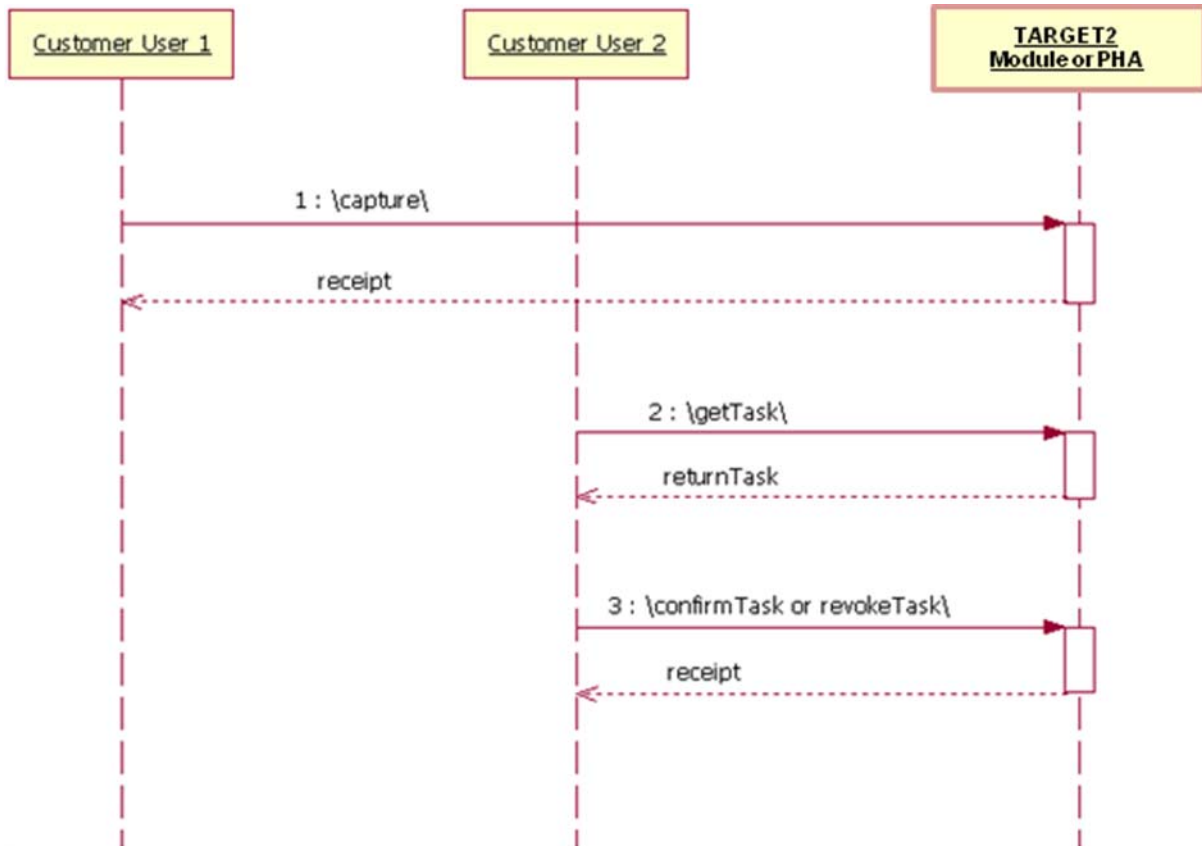 Customer User 1
Customer User 2
TARGET2
Module or PHA
1 : \capture\
receipt
2 : \getTask\
returnTask
3 : \confirmTask or revokeTask\
receipt